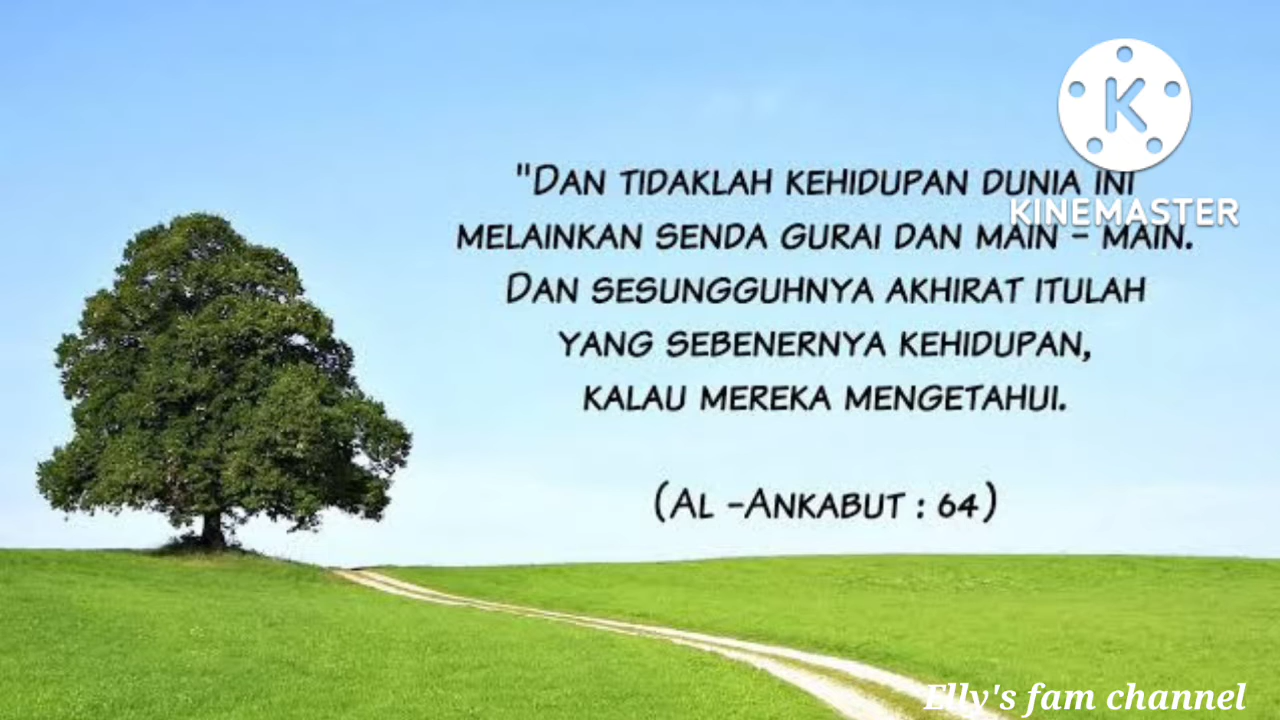 "DAN TIDAKLAH KEHIDUPAN DUNIA INI
MELAINKAN SENDA GURAI DAN MAIN - MAIN.
DAN SESUNGGUHNYA AKHIRAT ITULAH
YANG SEBENERNYA KEHIDUPAN,
KALAU MEREKA MENGETAHUI.
(AL -ANKABUT : 64)
K
KINEMASTER
Elly's fam channel